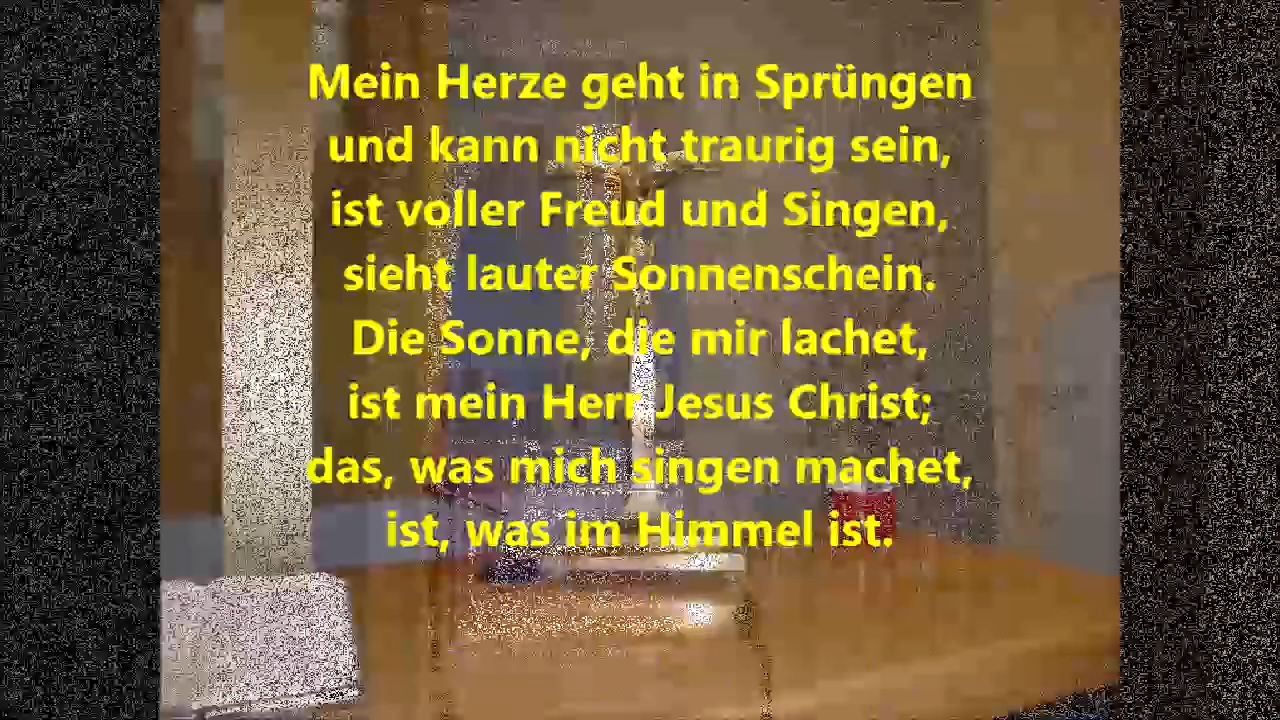 Mein Herze geht in Sprüngen
und kann nicht traurig sein,
ist voller Freud und Singen,
sieht lauter Sonnenschein.
Die Sonne, die mir lachet,
ist mein Herr Jesus Christ;
das, was mich singen machet,
ist, was im Himmel ist.